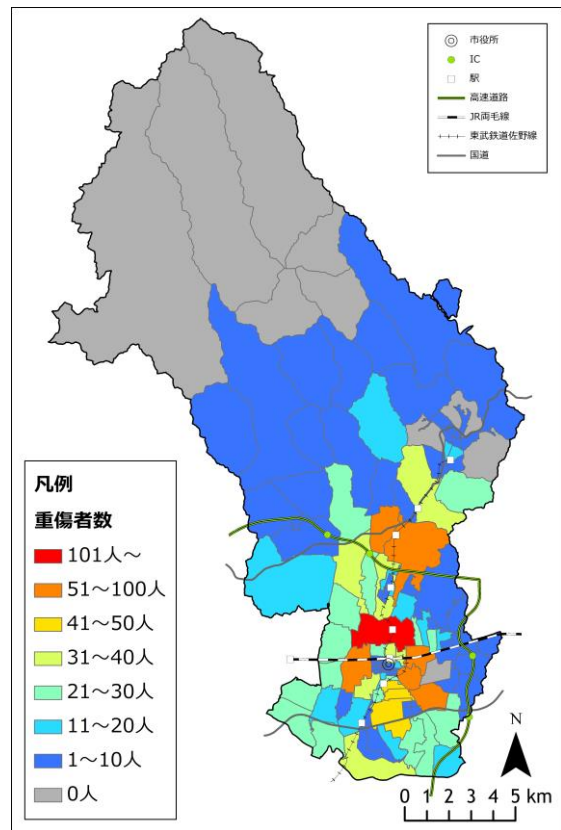 市役所
IC
駅
高速道路
JR両毛線
東武鉄道佐野線
国道
凡例
重傷者数
101人～
51～100人
41～50人
31～40人
21～30人
11～20人
1～10人
0人
N
0 1 2 3 4 5 km